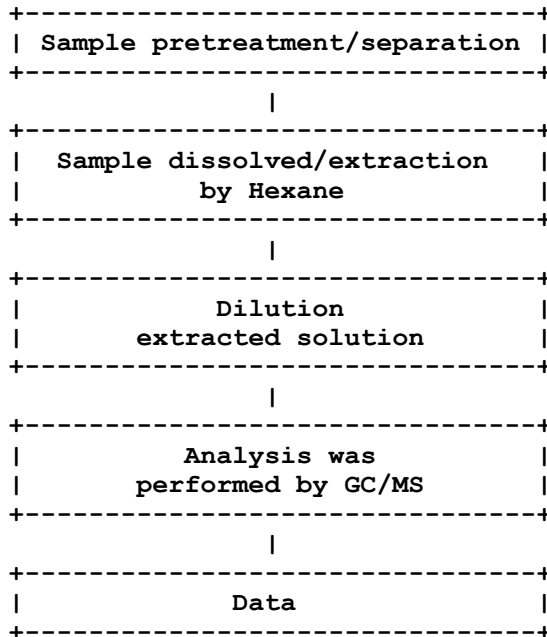 Sample pretreatment/separation
Sample dissolved/extraction
by Hexane
Dilution
extracted solution
Analysis was
performed by GC/MS
Data